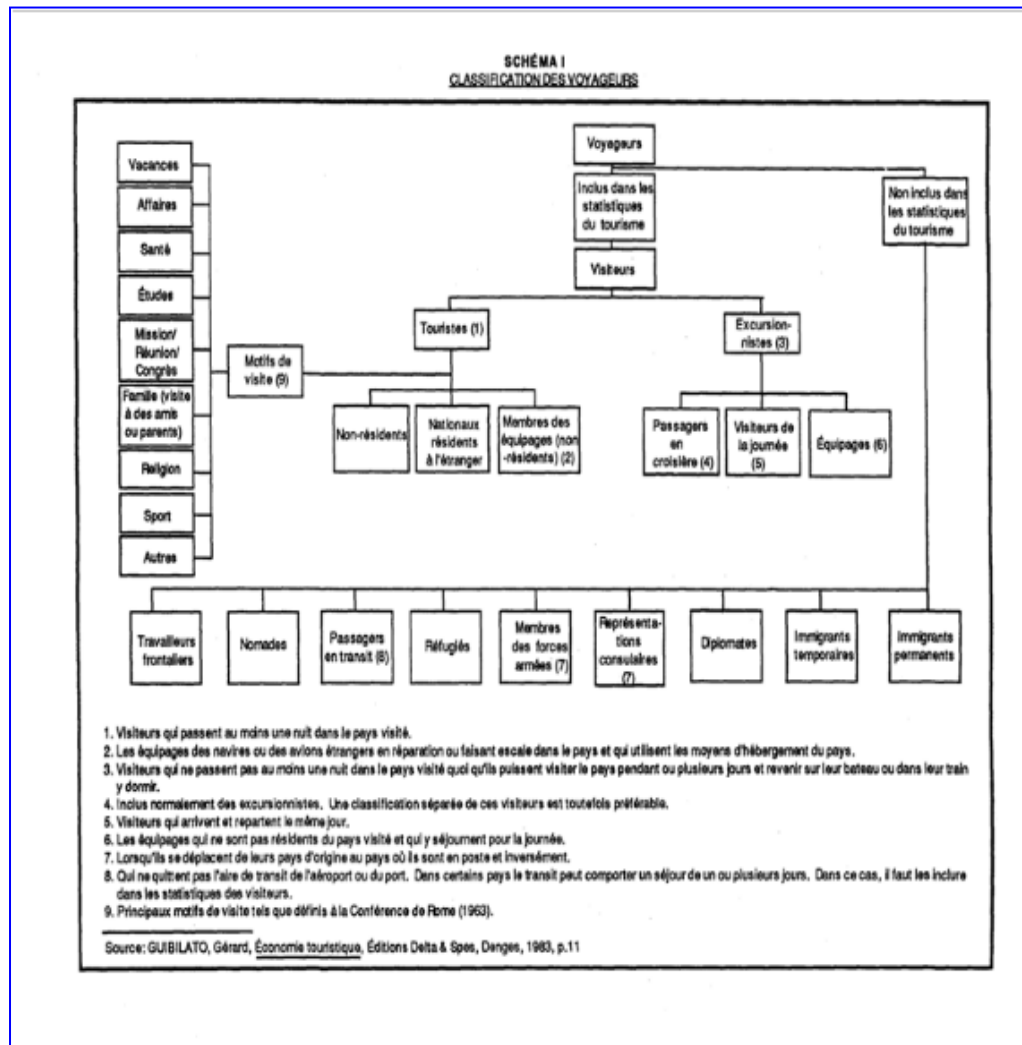 SCHÉMA I
CLASSIFICATION DES VOYAGEURS
Voyageurs
Inclus dans les
statistiques
du tourisme
Non inclus dans
les statistiques
du tourisme
Visiteurs
Touristes (1)
Excursion-
nistes (3)
Vacances
Affaires
Santé
Études
Mission/
Réunion/
Congrès
Famille (visite
à des amis
ou parents)
Religion
Sport
Autres
Motifs de
visite (9)
Non-résidents
Nationaux
résidents
à l'étranger
Membres des
équipages (non
-résidents) (2)
Passagers
en
croisière (4)
Visiteurs de
la journée
(5)
Équipages (6)
Travailleurs
frontaliers
Nomades
Passagers
en transit (8)
Réfugiés
Membres
des forces
armées (7)
Représenta-
tions
consulaires
(7)
Diplomates
Immigrants
temporaires
Immigrants
permanents
1. Visiteurs qui passent au moins une nuit dans le pays visité.
2. Les équipages des navires ou des avions étrangers en réparation ou faisant escale dans le pays et qui utilisent les moyens d'hébergement du pays.
3. Visiteurs qui ne passent pas au moins une nuit dans le pays visité quoi qu'ils puissent visiter le pays pendant ou plusieurs jours et revenir sur leur bateau ou dans leur train
y dormir.
4. Inclus normalement des excursionnistes. Une classification séparée de ces visiteurs est toutefois préférable.
5. Visiteurs qui arrivent et repartent le même jour.
6. Les équipages qui ne sont pas résidents du pays visité et qui y séjournent pour la journée.
7. Lorsqu'ils se déplacent de leurs pays d'origine au pays où ils sont en poste et inversément.
8. Qui ne quittent pas l'aire de transit de l'aéroport ou du port. Dans certains pays le transit peut comporter un séjour de un ou plusieurs jours. Dans ce cas, il faut les inclure
dans les statistiques des visiteurs.
9. Principaux motifs de visite tels que définis à la Conférence de Rome (1963).
Source: GUIBILATO, Gérard, Économie touristique, Éditions Delta & Spes, Denges, 1983, p.11